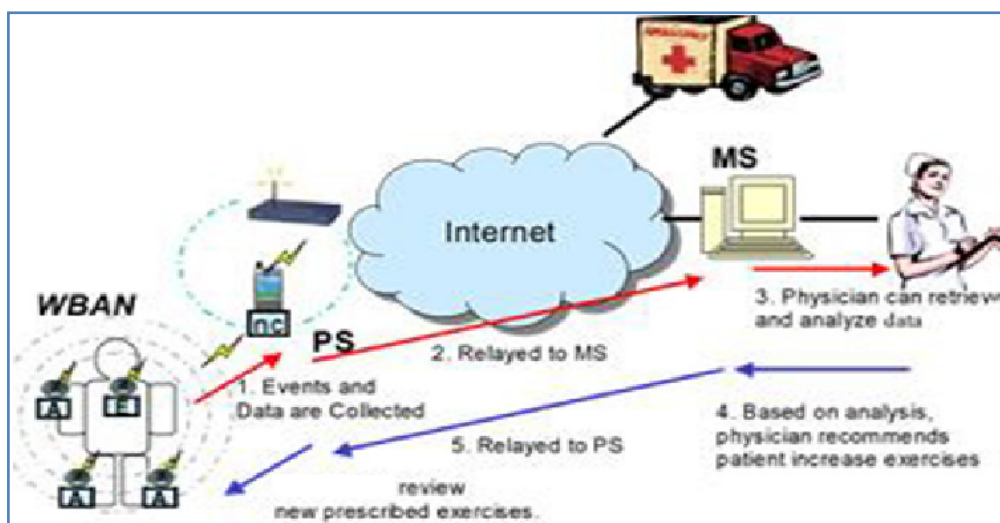 AMBULANCE
MS
Internet
WBAN
nc
PS
A
E
A
A
1. Events and
Data are Collected
2. Relayed to MS
3. Physician can retrieve
and analyze data
4. Based on analysis,
physician recommends
patient increase exercises
5. Relayed to PS
review
new prescribed exercises.